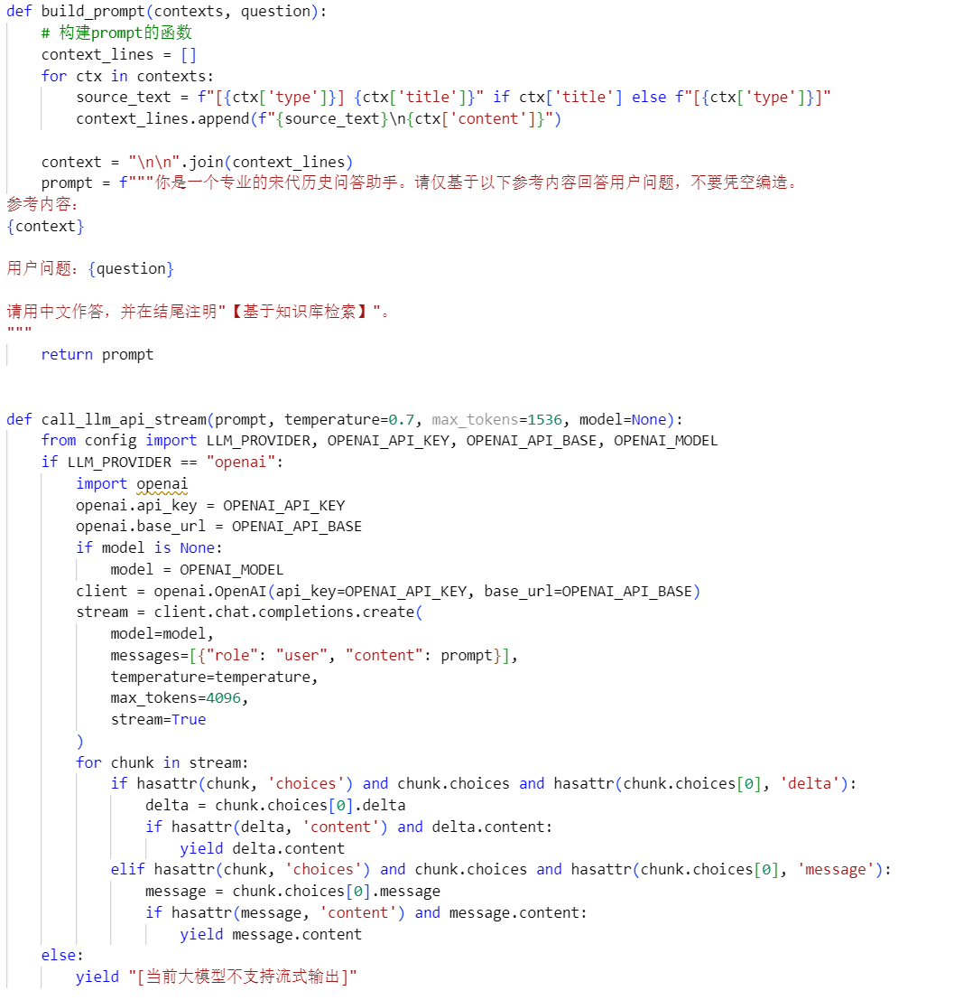 def build_prompt(contexts, question):
    # 构建prompt的函数
    context_lines = []
    for ctx in contexts:
        source_text = f"[{ctx['type']}] {ctx['title']}" if ctx['title'] else f"[{ctx['type']}]"
        context_lines.append(f"{source_text}\n{ctx['content']}")

    context = "\n\n".join(context_lines)
    prompt = f"""你是一个专业的宋代历史问答助手。请仅基于以下参考内容回答用户问题，不要凭空编造。
参考内容：
{context}

用户问题：{question}

请用中文作答，并在结尾注明"【基于知识库检索】"。
"""
    return prompt


def call_llm_api_stream(prompt, temperature=0.7, max_tokens=1536, model=None):
    from config import LLM_PROVIDER, OPENAI_API_KEY, OPENAI_API_BASE, OPENAI_MODEL
    if LLM_PROVIDER == "openai":
        import openai
        openai.api_key = OPENAI_API_KEY
        openai.base_url = OPENAI_API_BASE
        if model is None:
            model = OPENAI_MODEL
        client = openai.OpenAI(api_key=OPENAI_API_KEY, base_url=OPENAI_API_BASE)
        stream = client.chat.completions.create(
            model=model,
            messages=[{"role": "user", "content": prompt}],
            temperature=temperature,
            max_tokens=4096,
            stream=True
        )
        for chunk in stream:
            if hasattr(chunk, 'choices') and chunk.choices and hasattr(chunk.choices[0], 'delta'):
                delta = chunk.choices[0].delta
                if hasattr(delta, 'content') and delta.content:
                    yield delta.content
            elif hasattr(chunk, 'choices') and chunk.choices and hasattr(chunk.choices[0], 'message'):
                message = chunk.choices[0].message
                if hasattr(message, 'content') and message.content:
                    yield message.content
    else:
        yield "[当前大模型不支持流式输出]"